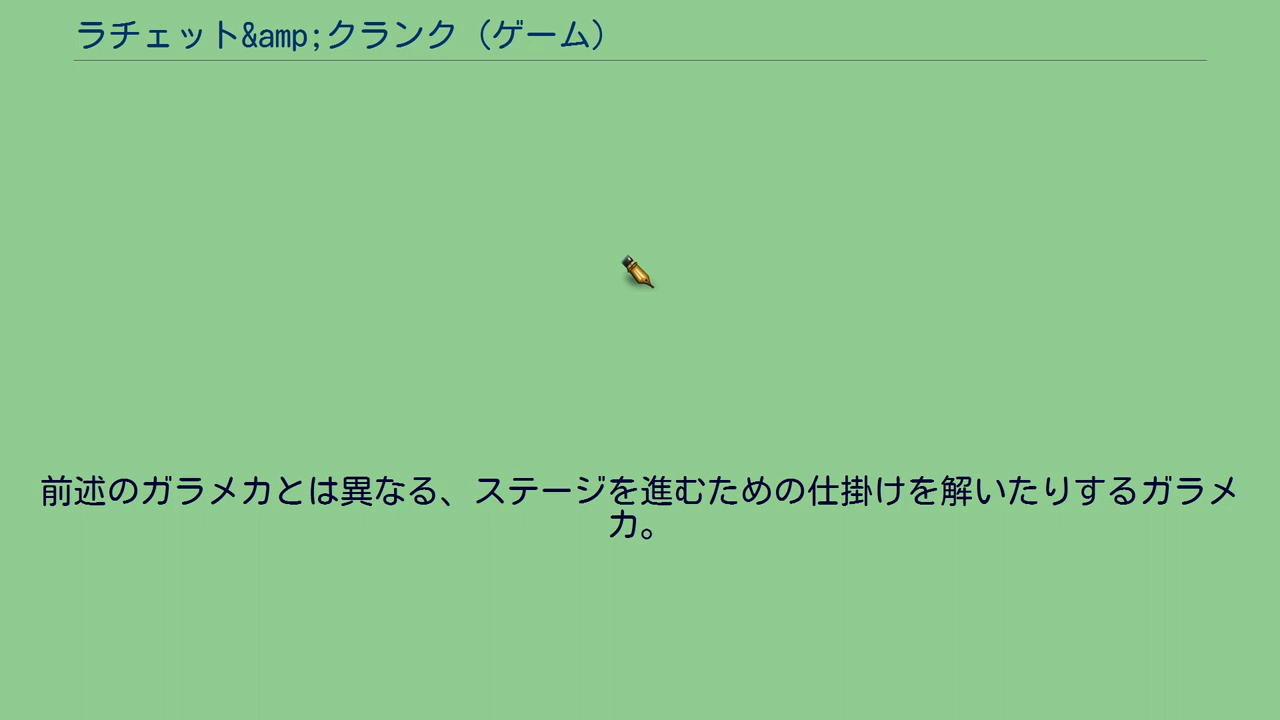 ラチェット&amp;クランク（ゲーム）
前述のガラメカとは異なる、ステージを進むための仕掛けを解いたりするガラメ
カ。